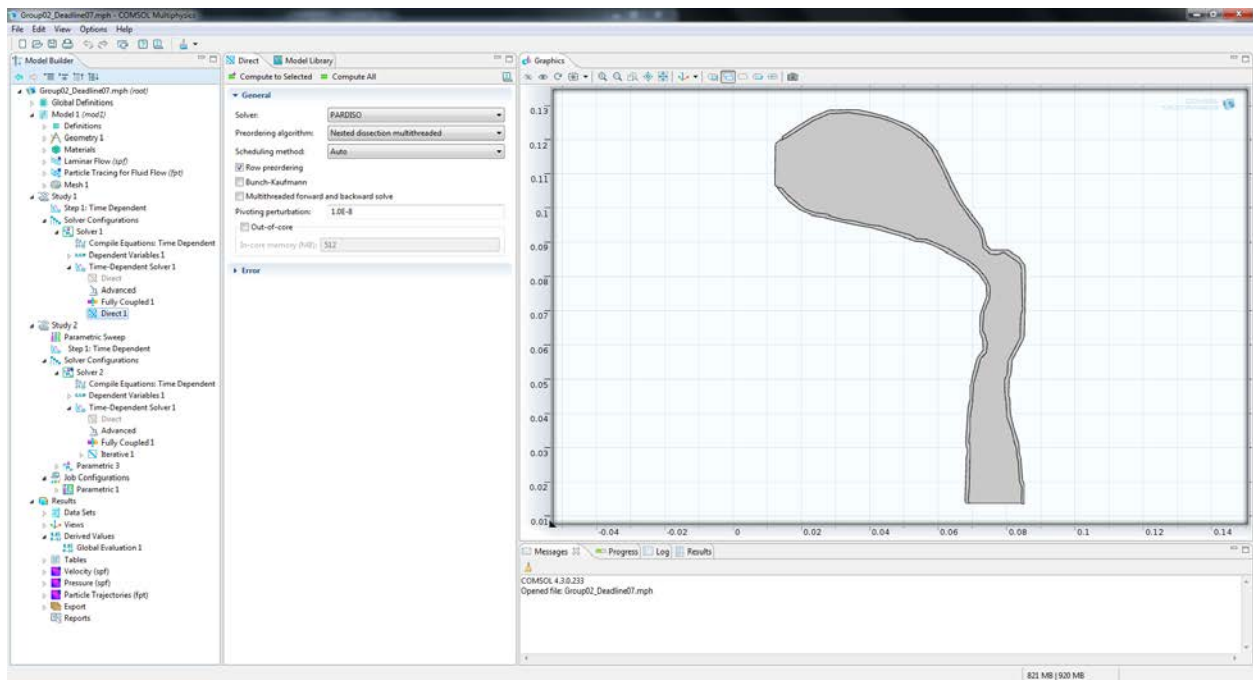 Group02_Deadline07.mph - COMSOL Multiphysics
File Edit View Options Help
Model Builder
Group02_Deadline07.mph (root)
Global Definitions
Model 1 (mod1)
Definitions
Geometry 1
Materials
Laminar Flow (spf)
Particle Tracing for Fluid Flow (fpt)
Mesh 1
Study 1
Step 1: Time Dependent
Solver Configurations
Solver 1
Compile Equations: Time Dependent
Dependent Variables 1
Time-Dependent Solver 1
Direct
Advanced
Fully Coupled 1
Direct 1
Study 2
Parametric Sweep
Step 1: Time Dependent
Solver Configurations
Solver 2
Compile Equations: Time Dependent
Dependent Variables 1
Time-Dependent Solver 1
Direct
Advanced
Fully Coupled 1
Iterative 1
Parametric 3
Job Configurations
Parametric 1
Results
Data Sets
Views
Derived Values
Global Evaluation 1
Tables
Velocity (spf)
Pressure (spf)
Particle Trajectories (fpt)
Export
Reports
Direct Model Library
Compute to Selected Compute All
General
Solver: PARDISO
Preordering algorithm: Nested dissection multithreaded
Scheduling method: Auto
Row preordering
Bunch-Kaufmann
Multithreaded forward and backward solve
Pivoting perturbation: 1.0E-8
Out-of-core
In-core memory (MB): 512
Error
Graphics
0.13
0.12
0.11
0.1
0.09
0.08
0.07
0.06
0.05
0.04
0.03
0.02
0.01
-0.04 -0.02 0 0.02 0.04 0.06 0.08 0.1 0.12 0.14
Messages Progress Log Results
COMSOL 4.3.0.233
Opened file: Group02_Deadline07.mph
821 MB | 920 MB